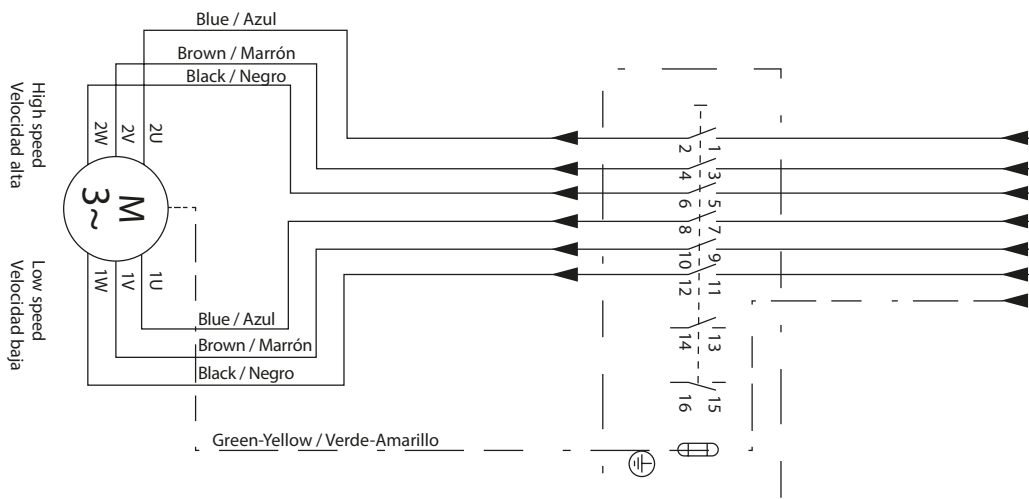 Blue / Azul
Brown / Marrón
Black / Negro
High speed
Velocidad alta
2W
2V
2U
M
3~
1W
1V
1U
Low speed
Velocidad baja
Blue / Azul
Brown / Marrón
Black / Negro
Green-Yellow / Verde-Amarillo
2 1
4 3
6 5
8 7
10 9
12 11
14 13
16 15